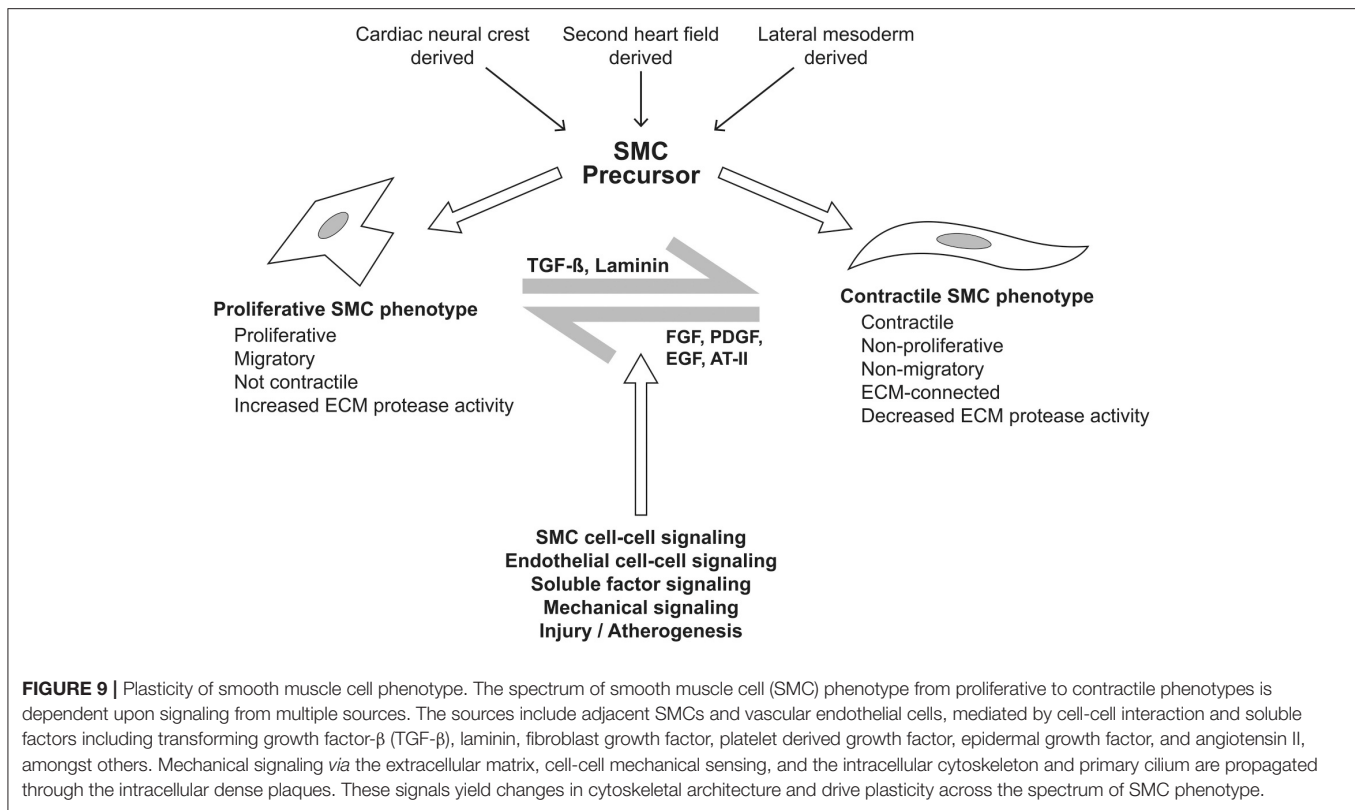 Cardiac neural crest
derived
Second heart field
derived
Lateral mesoderm
derived
SMC
Precursor
TGF-ß, Laminin
FGF, PDGF,
EGF, AT-II
Proliferative SMC phenotype
Proliferative
Migratory
Not contractile
Increased ECM protease activity
Contractile SMC phenotype
Contractile
Non-proliferative
Non-migratory
ECM-connected
Decreased ECM protease activity
SMC cell-cell signaling
Endothelial cell-cell signaling
Soluble factor signaling
Mechanical signaling
Injury / Atherogenesis
FIGURE 9 | Plasticity of smooth muscle cell phenotype. The spectrum of smooth muscle cell (SMC) phenotype from proliferative to contractile phenotypes is
dependent upon signaling from multiple sources. The sources include adjacent SMCs and vascular endothelial cells, mediated by cell-cell interaction and soluble
factors including transforming growth factor-β (TGF-β), laminin, fibroblast growth factor, platelet derived growth factor, epidermal growth factor, and angiotensin II,
amongst others. Mechanical signaling via the extracellular matrix, cell-cell mechanical sensing, and the intracellular cytoskeleton and primary cilium are propagated
through the intracellular dense plaques. These signals yield changes in cytoskeletal architecture and drive plasticity across the spectrum of SMC phenotype.